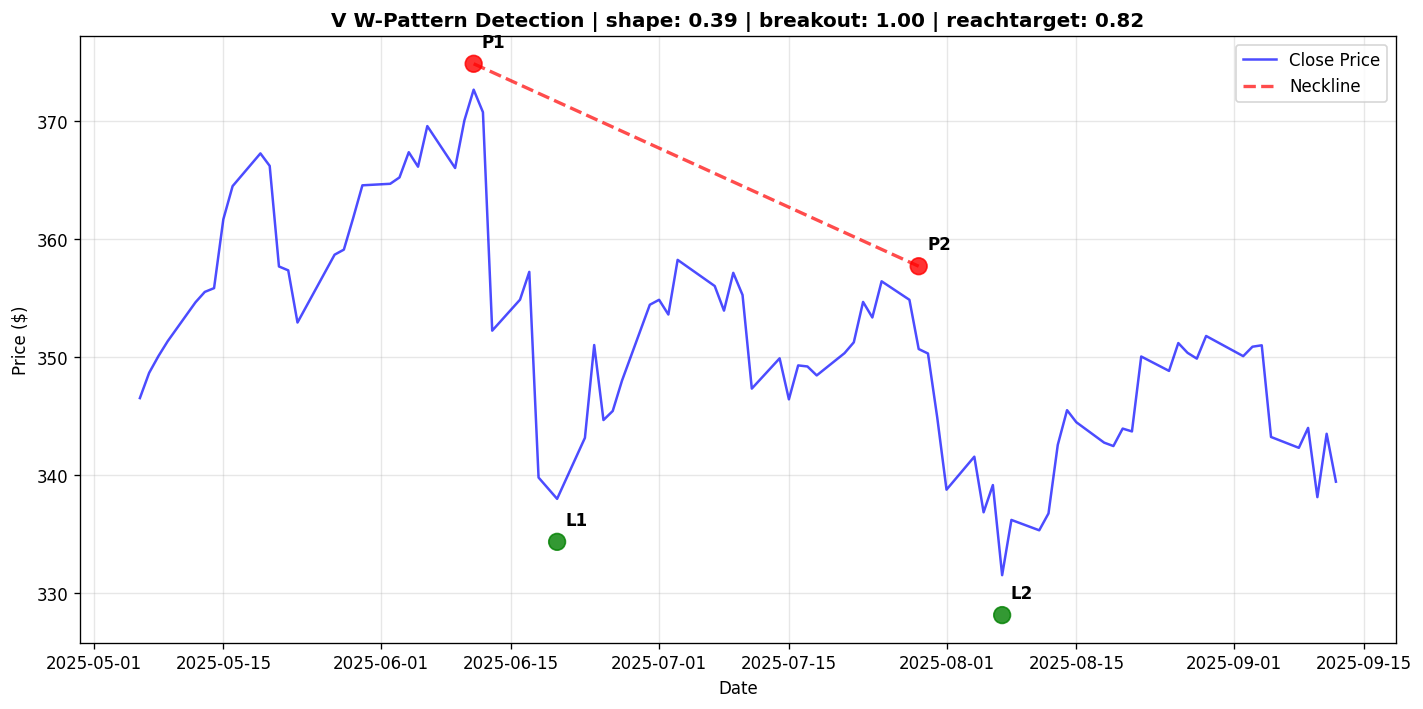 V W-Pattern Detection | shape: 0.39 | breakout: 1.00 | reachtarget: 0.82
P1
Close Price
Neckline
370
360
P2
350
Price ($)
340
L1
330
L2
2025-05-01 2025-05-15 2025-06-01 2025-06-15 2025-07-01 2025-07-15 2025-08-01 2025-08-15 2025-09-01 2025-09-15
Date